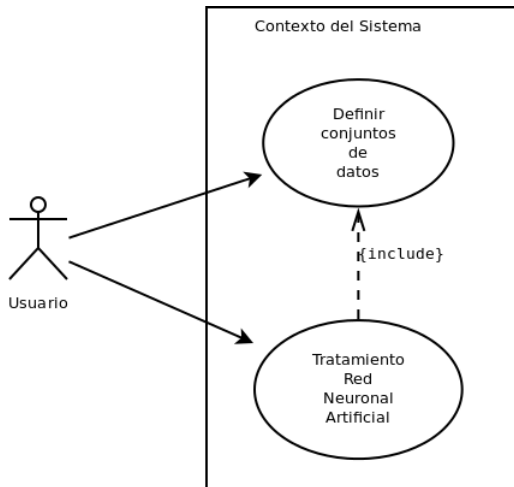 Contexto del Sistema
Definir
conjuntos
de
datos
{include}
Usuario
Tratamiento
Red
Neuronal
Artificial